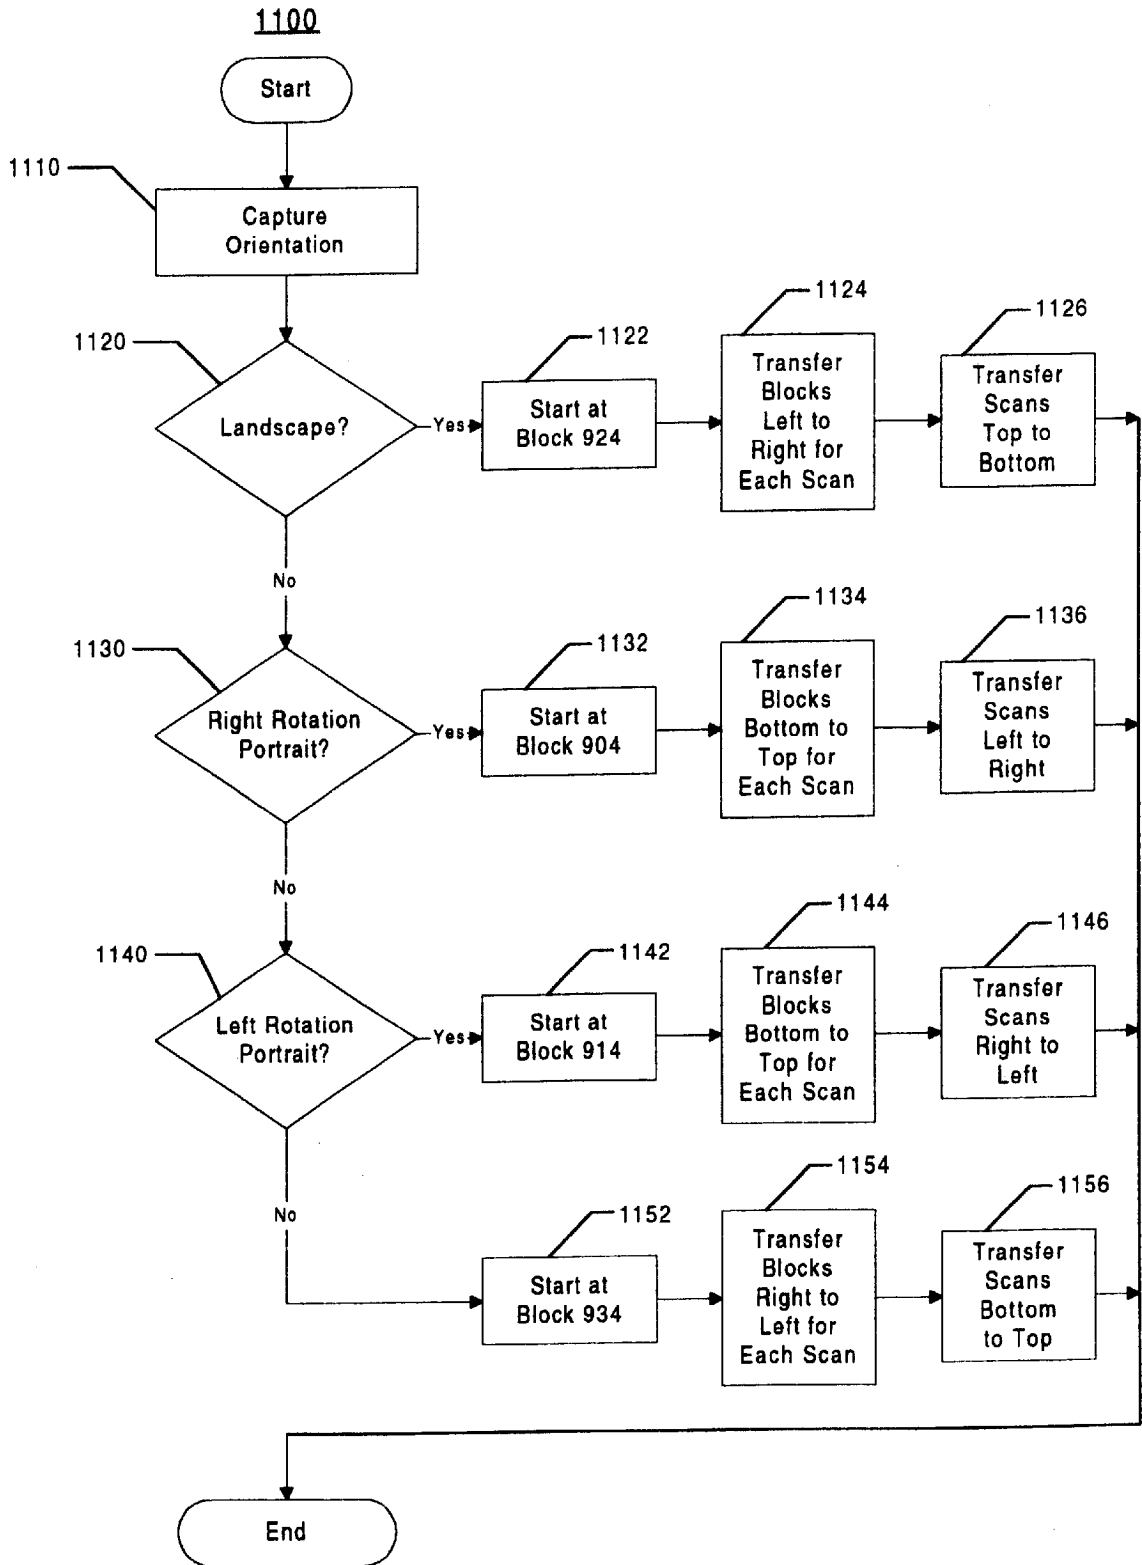 1100
Start
1110
Capture
Orientation
1120
Landscape?
Yes
1122
Start at
Block 924
1124
Transfer
Blocks
Left to
Right for
Each Scan
1126
Transfer
Scans
Top to
Bottom
No
1130
Right Rotation
Portrait?
Yes
1132
Start at
Block 904
1134
Transfer
Blocks
Bottom to
Top for
Each Scan
1136
Transfer
Scans
Left to
Right
No
1140
Left Rotation
Portrait?
Yes
1142
Start at
Block 914
1144
Transfer
Blocks
Bottom to
Top for
Each Scan
1146
Transfer
Scans
Right to
Left
No
1152
Start at
Block 934
1154
Transfer
Blocks
Right to
Left for
Each Scan
1156
Transfer
Scans
Bottom
to Top
End